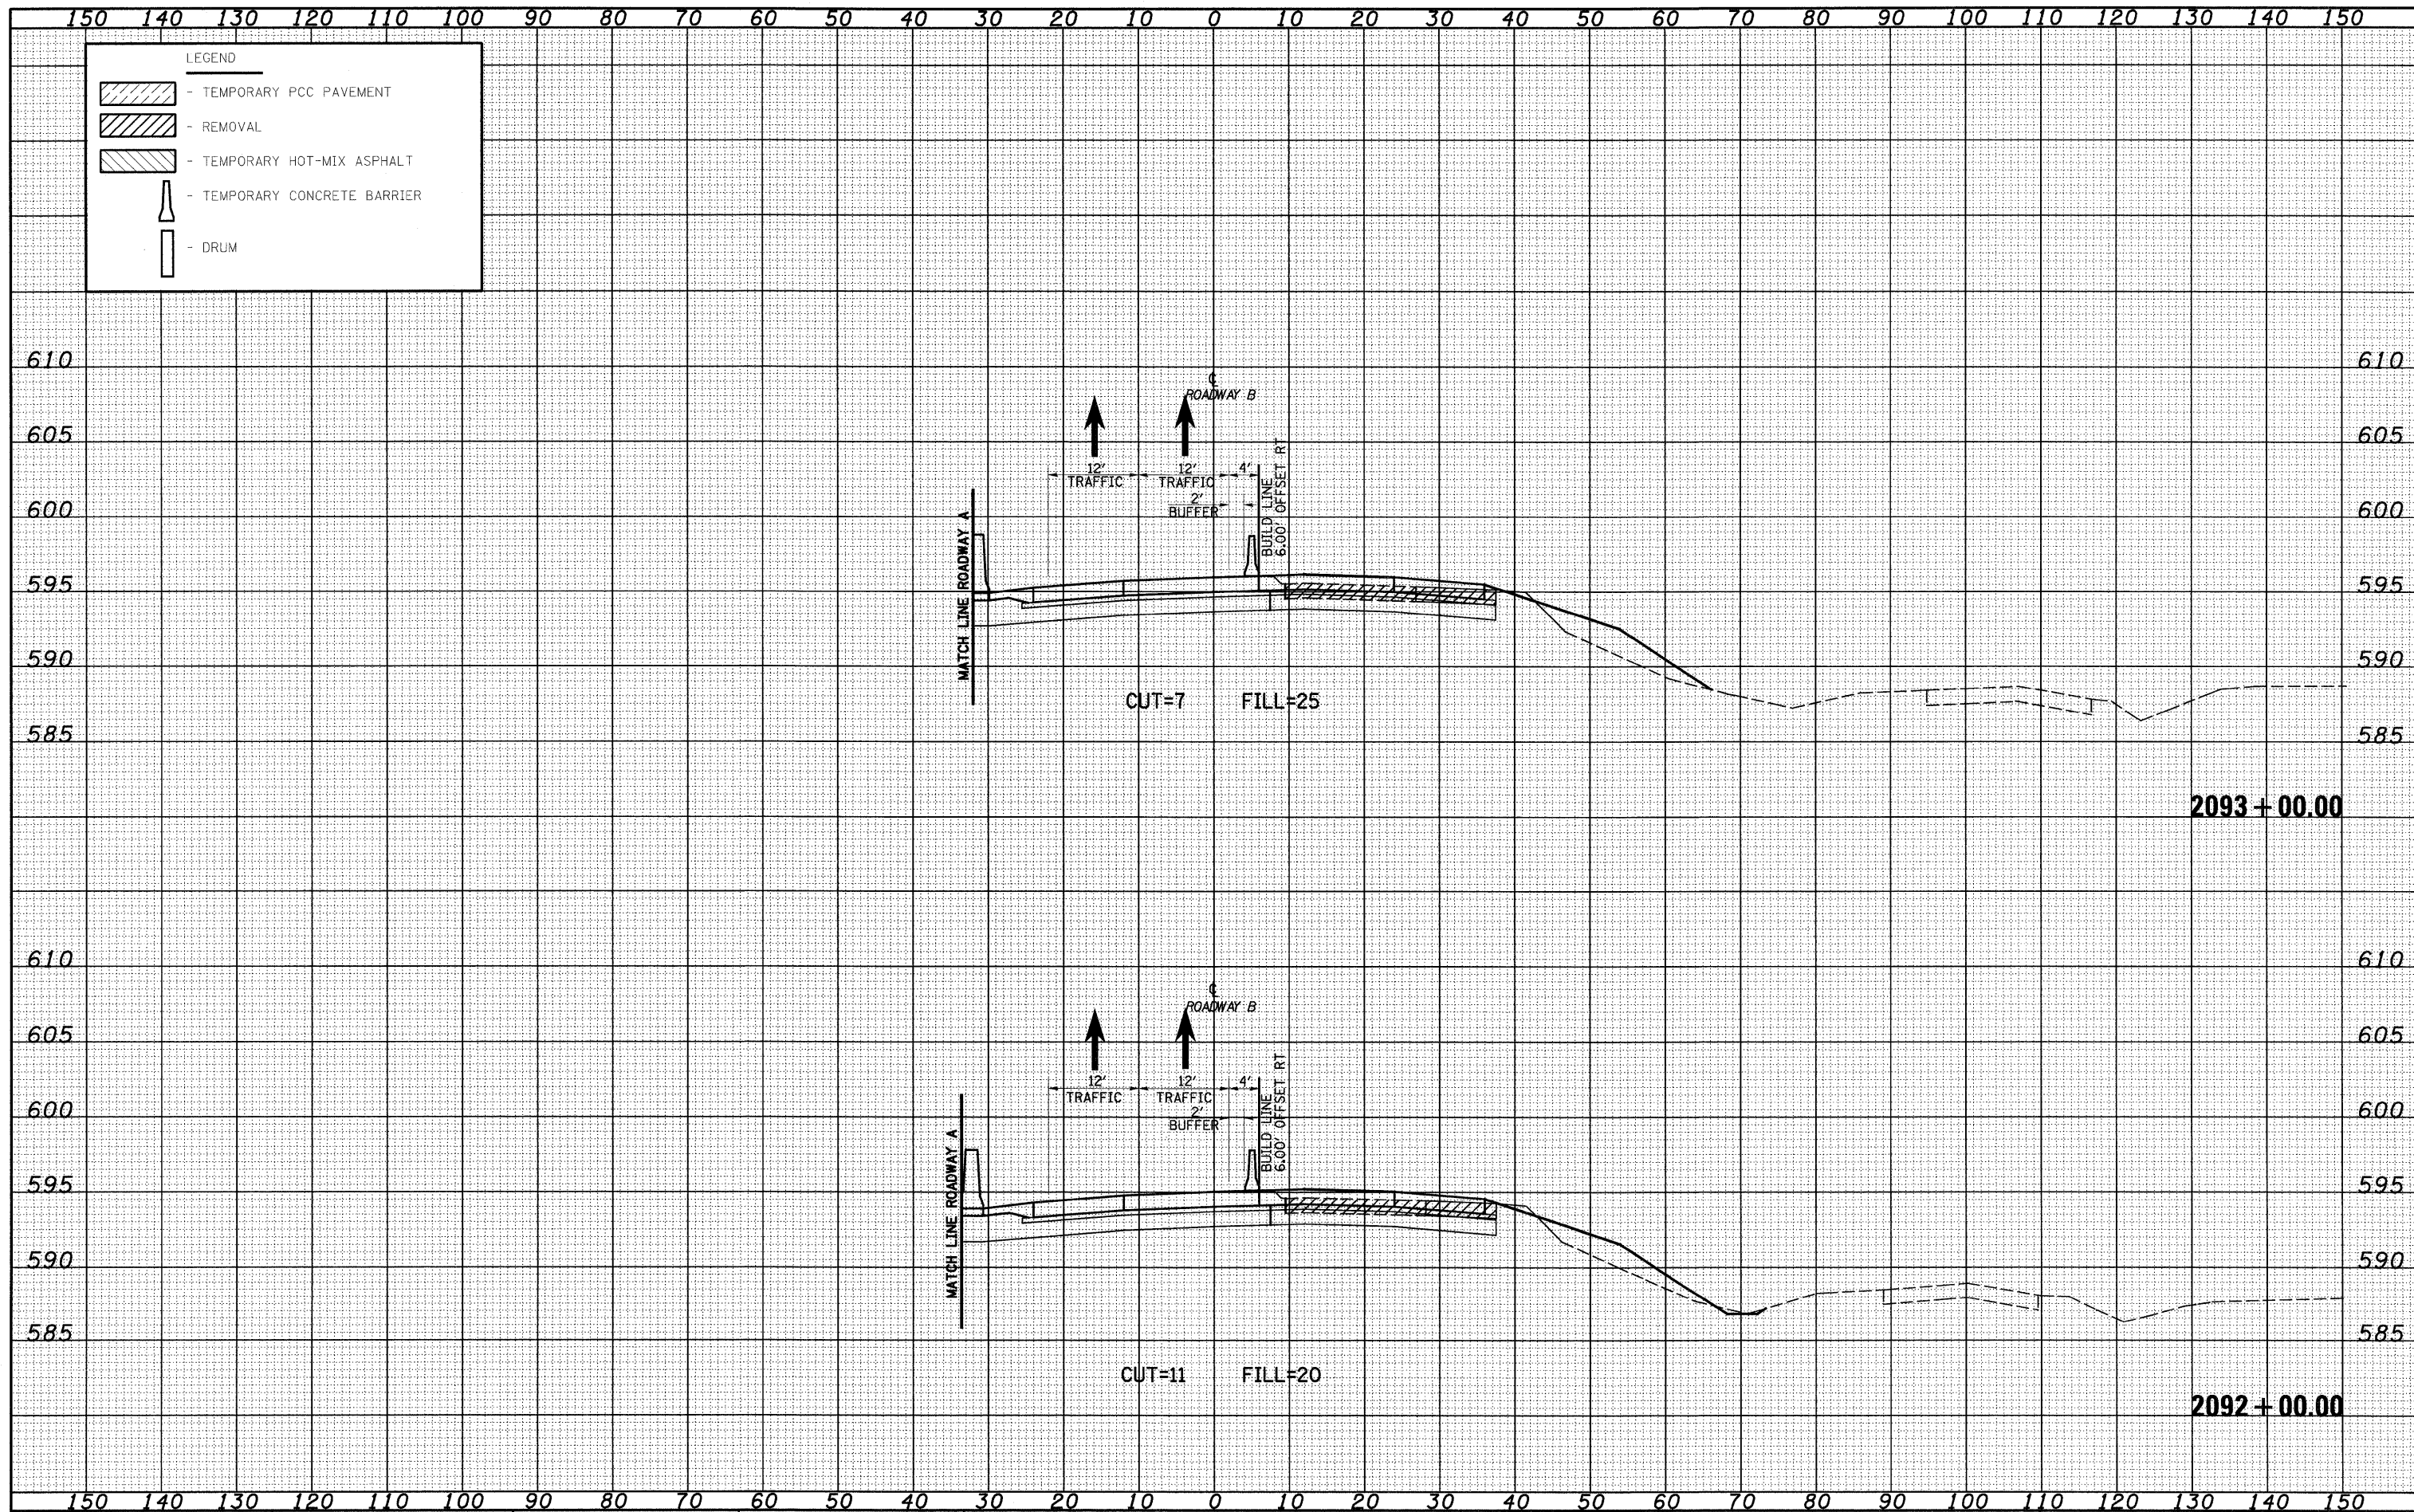 150 140 130 120 110 100 90 80 70 60 50 40 30 20 10 0 10 20 30 40 50 60 70 80 90 100 110 120 130 140 150
LEGEND
- TEMPORARY PCC PAVEMENT
- REMOVAL
- TEMPORARY HOT-MIX ASPHALT
- TEMPORARY CONCRETE BARRIER
- DRUM
610 610
℄
ROADWAY B
605 605
12' 12' 4'
TRAFFIC TRAFFIC
2'
BUFFER
BUILD LINE
6.00' OFFSET RT
600 600
MATCH LINE ROADWAY A
595 595
590 590
CUT=7 FILL=25
585 585
2093+00.00
610 610
℄
ROADWAY B
605 605
12' 12' 4'
TRAFFIC TRAFFIC
2'
BUFFER
BUILD LINE
6.00' OFFSET RT
600 600
MATCH LINE ROADWAY A
595 595
590 590
585 585
CUT=11 FILL=20
2092+00.00
150 140 130 120 110 100 90 80 70 60 50 40 30 20 10 0 10 20 30 40 50 60 70 80 90 100 110 120 130 140 150